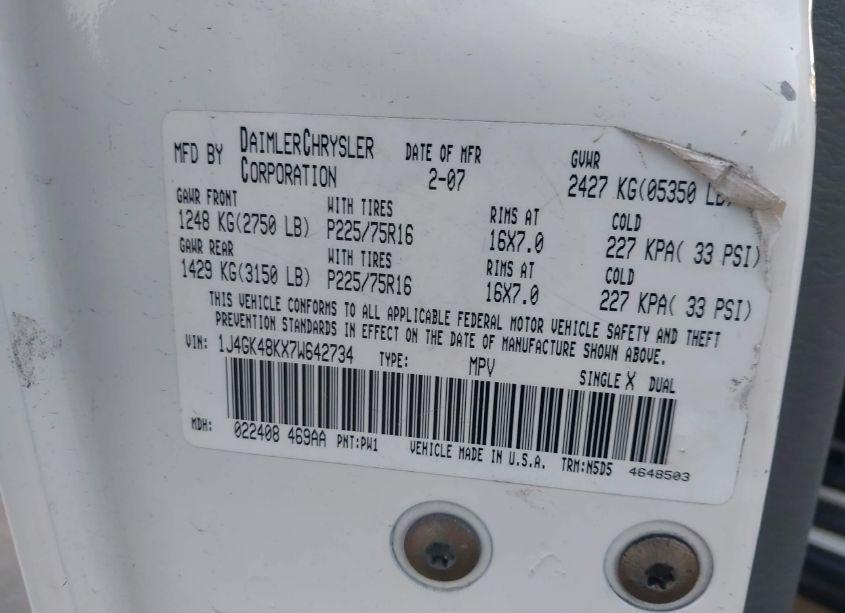 MFD BY DAIMLERCHRYSLER CORPORATION DATE OF MFR 2-07 GVWR 2427 KG(05350 LB)
GAWR FRONT WITH TIRES RIMS AT COLD
1248 KG(2750 LB) P225/75R16 16X7.0 227 KPA( 33 PSI)
GAWR REAR WITH TIRES RIMS AT COLD
1429 KG(3150 LB) P225/75R16 16X7.0 227 KPA( 33 PSI)
THIS VEHICLE CONFORMS TO ALL APPLICABLE FEDERAL MOTOR VEHICLE SAFETY AND THEFT
PREVENTION STANDARDS IN EFFECT ON THE DATE OF MANUFACTURE SHOWN ABOVE.
VIN: 1J4GK48KX7W642734 TYPE: MPV SINGLE X DUAL
MDH: 022408 469AA PNT:PW1 VEHICLE MADE IN U.S.A. TRM:N5D5 4648503